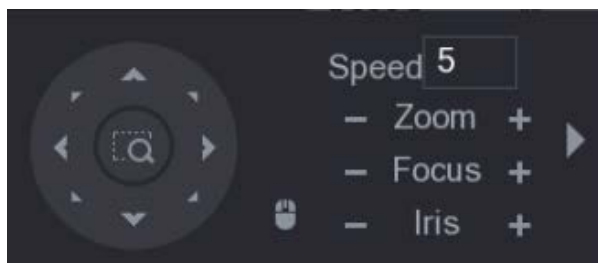 Speed 5
− Zoom +
− Focus +
− Iris +